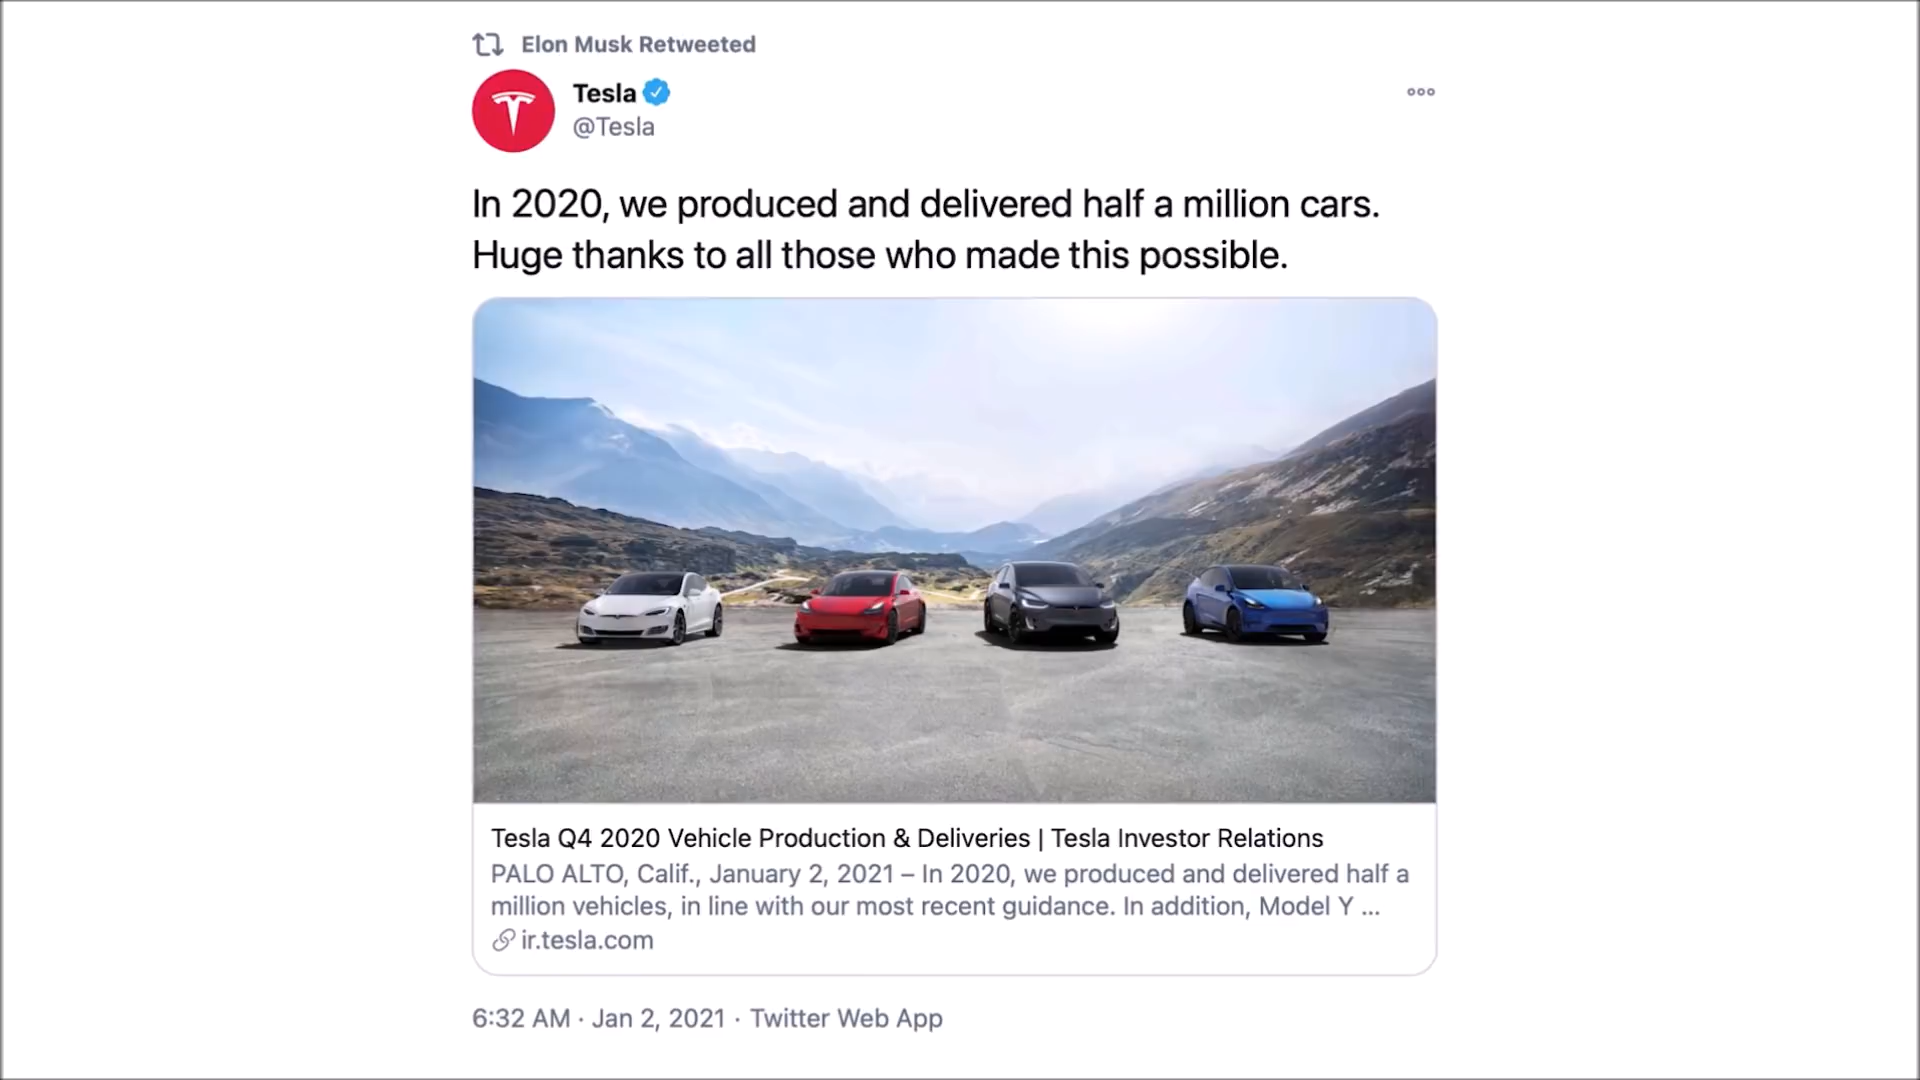 Elon Musk Retweeted
Tesla
@Tesla
In 2020, we produced and delivered half a million cars.
Huge thanks to all those who made this possible.
Tesla Q4 2020 Vehicle Production & Deliveries | Tesla Investor Relations
PALO ALTO, Calif., January 2, 2021 – In 2020, we produced and delivered half a
million vehicles, in line with our most recent guidance. In addition, Model Y ...
ir.tesla.com
6:32 AM · Jan 2, 2021 · Twitter Web App